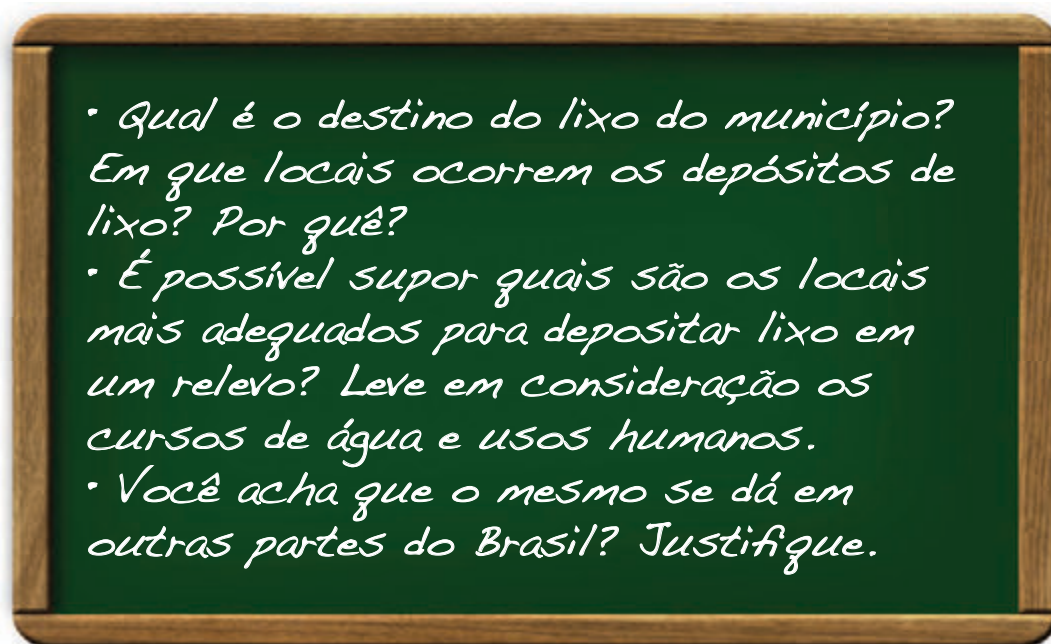 · Qual é o destino do lixo do município?
Em que locais ocorrem os depósitos de
lixo? Por quê?
· É possível supor quais são os locais
mais adequados para depositar lixo em
um relevo? Leve em consideração os
cursos de água e usos humanos.
· Você acha que o mesmo se dá em
outras partes do Brasil? Justifique.